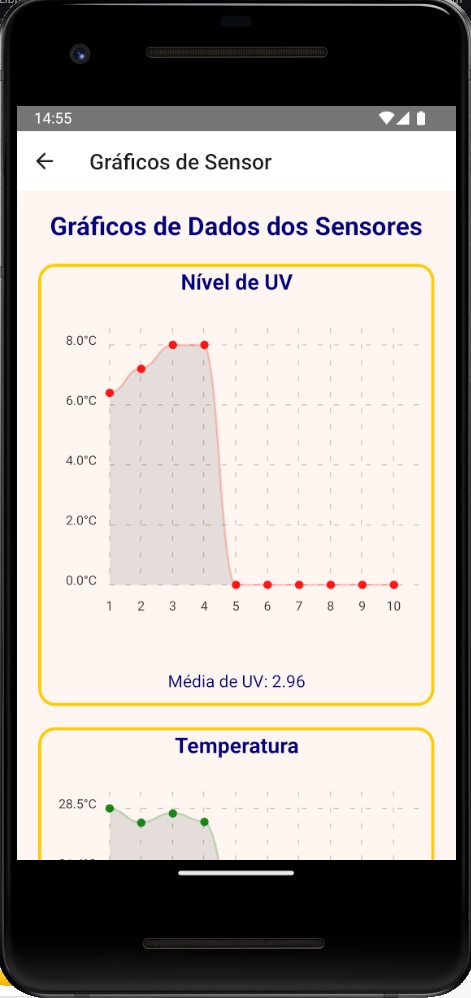 14:55
Gráficos de Sensor
Gráficos de Dados dos Sensores
Nível de UV
8.0°C
6.0°C
4.0°C
2.0°C
0.0°C
1 2 3 4 5 6 7 8 9 10
Média de UV: 2.96
Temperatura
28.5°C